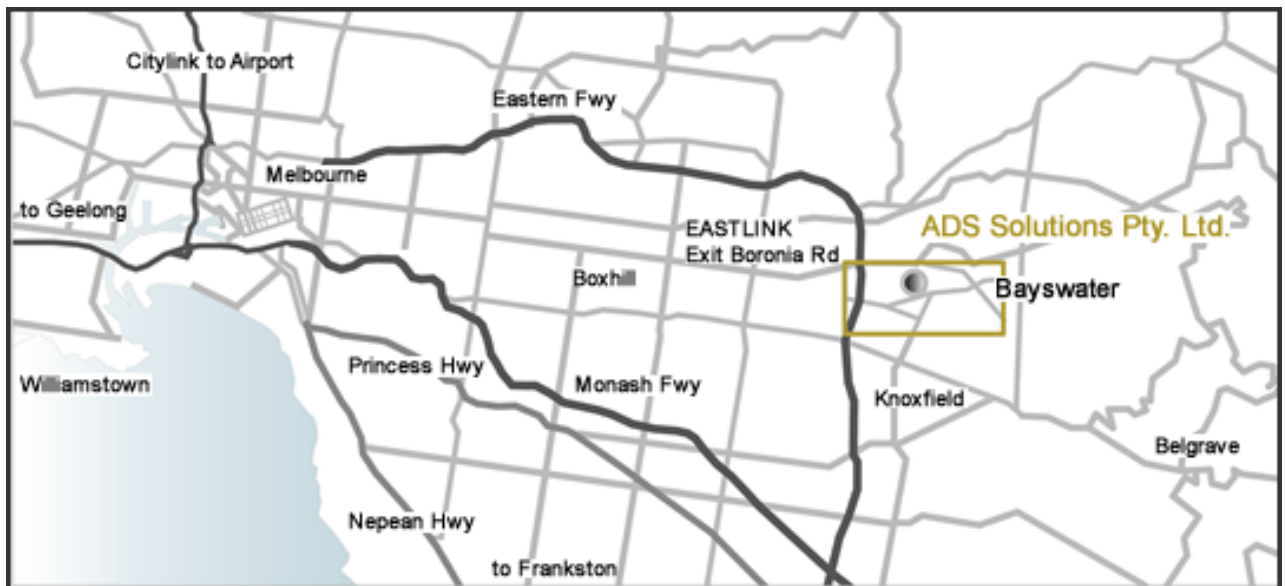 Citylink to Airport
Eastern Fwy
Melbourne
to Geelong
EASTLINK
Exit Boronia Rd
ADS Solutions Pty. Ltd.
Boxhill
Bayswater
Princess Hwy
Monash Fwy
Williamstown
Knoxfield
Belgrave
Nepean Hwy
to Frankston